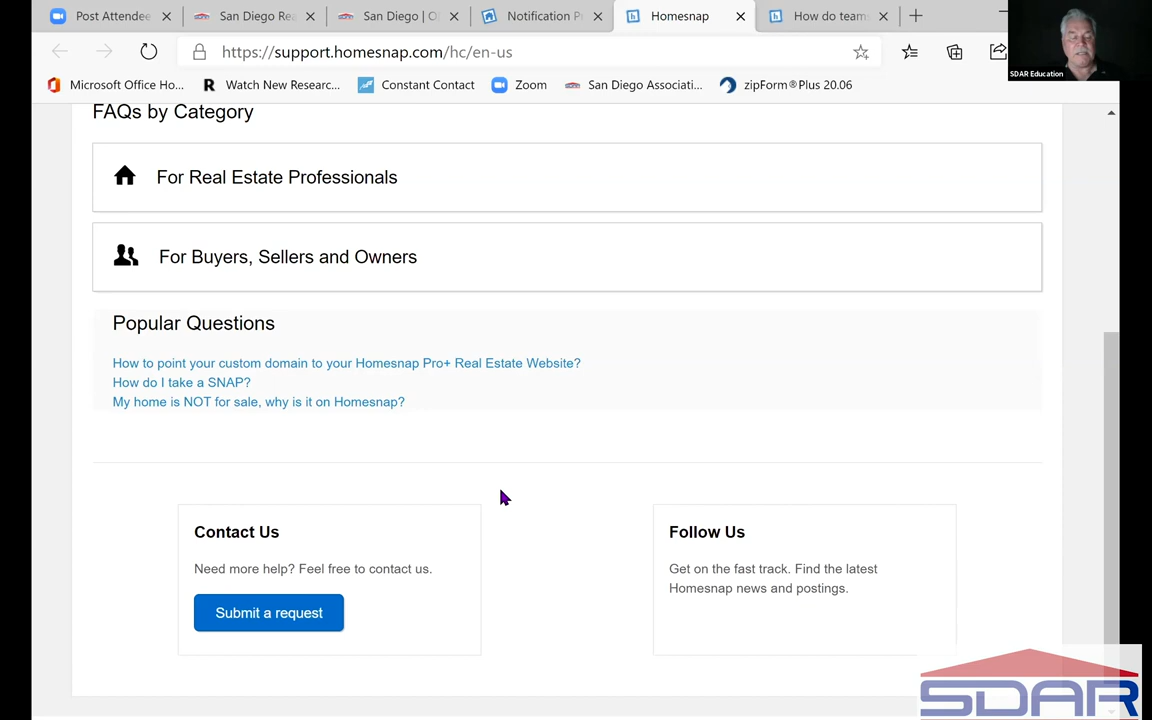 Post Attendee
San Diego Rea
San Diego | O
Notification P
Homesnap
How do team
https://support.homesnap.com/hc/en-us
SDAR Education
Microsoft Office Ho...
Watch New Researc...
Constant Contact
Zoom
San Diego Associati...
zipForm®Plus 20.06
FAQs by Category
For Real Estate Professionals
For Buyers, Sellers and Owners
Popular Questions
How to point your custom domain to your Homesnap Pro+ Real Estate Website?
How do I take a SNAP?
My home is NOT for sale, why is it on Homesnap?
Contact Us
Need more help? Feel free to contact us.
Submit a request
Follow Us
Get on the fast track. Find the latest
Homesnap news and postings.
SDAR